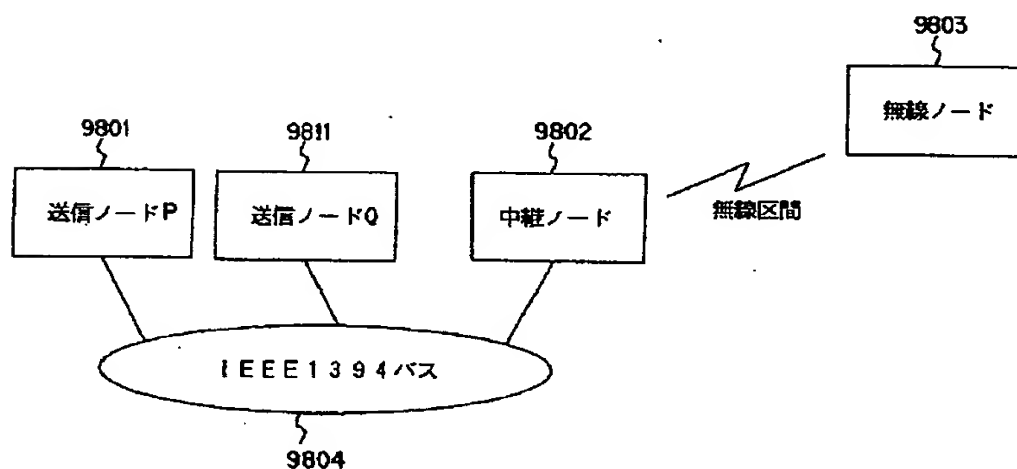 9803
無線ノード
9801
9811
9802
送信ノードP
送信ノードQ
中継ノード
無線区間
IEEE1394バス
9804